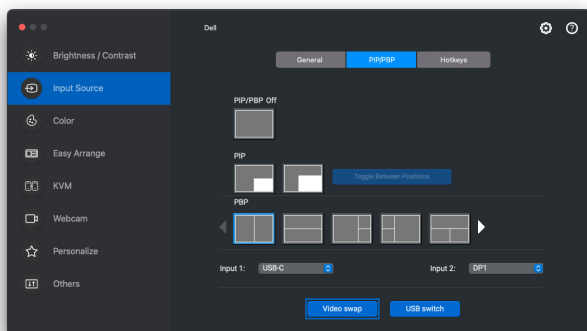 Dell
Brightness / Contrast
Input Source
Color
Easy Arrange
KVM
Webcam
Personalize
Others
General
PIP/PBP
Hotkeys
PIP/PBP Off
PIP
Toggle Between Positions
PBP
Input 1:
USB-C
Input 2:
DP1
Video swap
USB switch